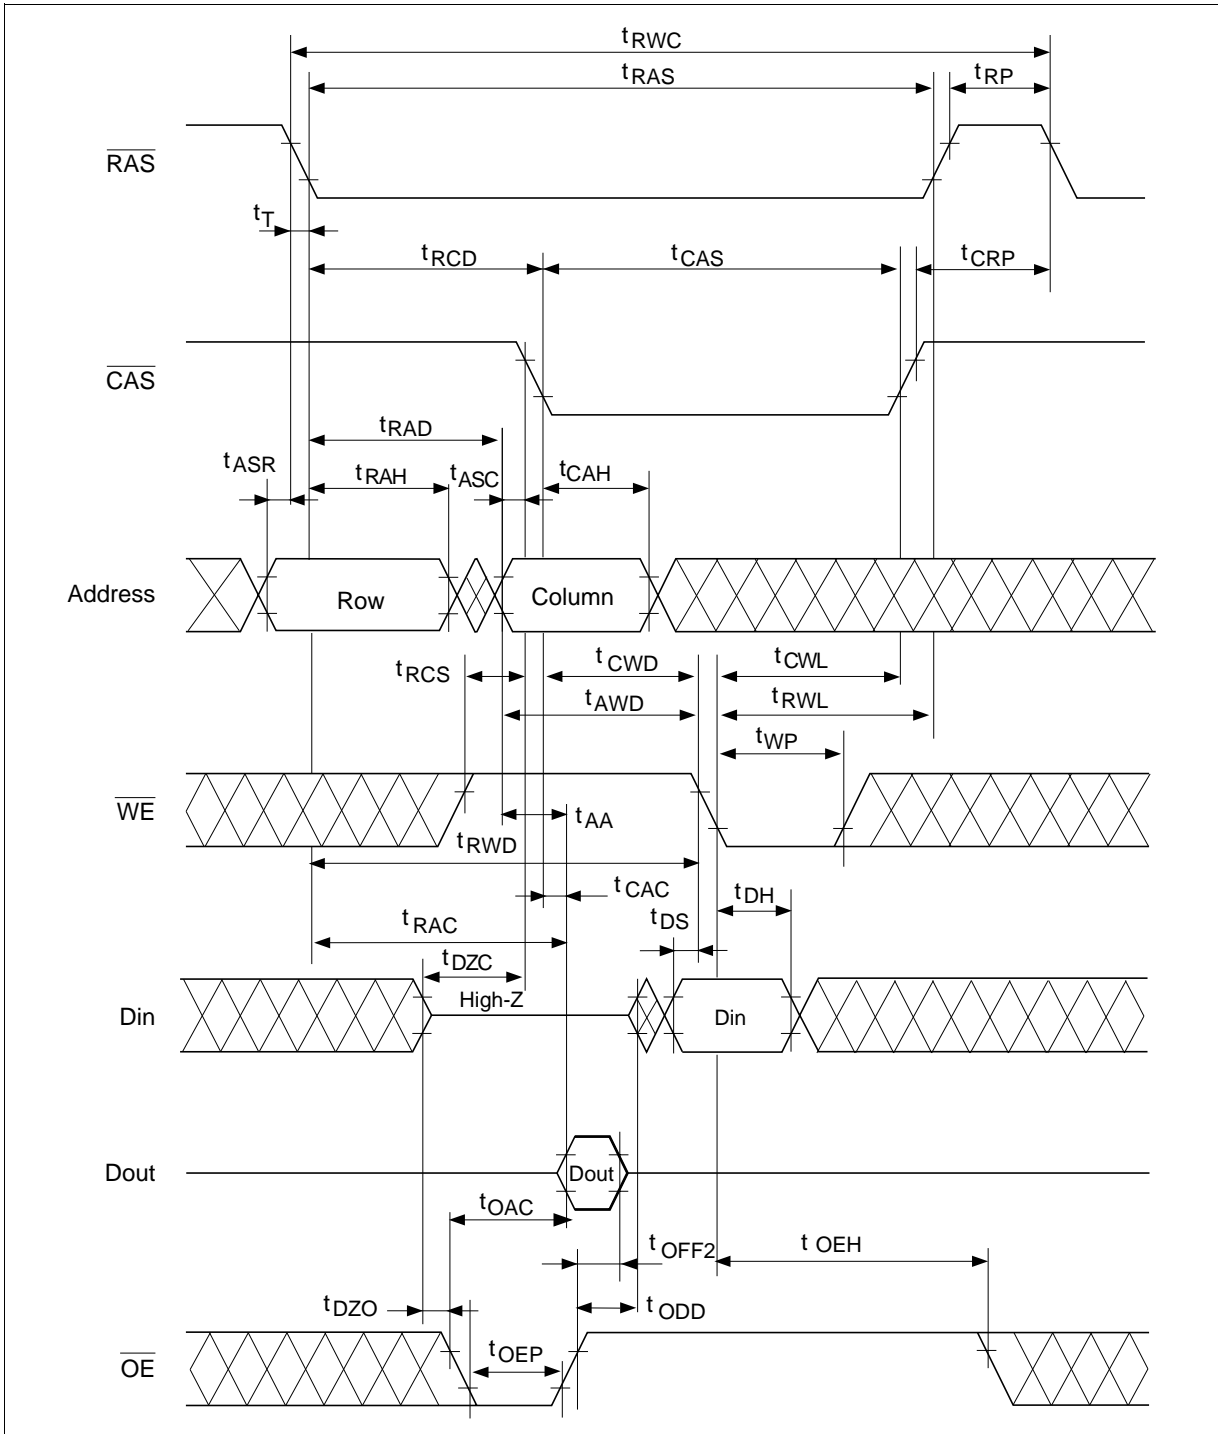 tRWC
tRAS
tRP
RAS
tT
tRCD
tCAS
tCRP
CAS
tRAD
tASR
tRAH
tASC
tCAH
Address
Row
Column
tRCS
tCWD
tCWL
tAWD
tRWL
tWP
WE
tAA
tRWD
tCAC
tRAC
tDS
tDH
tDZC
High-Z
Din
Din
Dout
Dout
tOAC
tOFF2
tOEH
tDZO
tODD
tOEP
OE